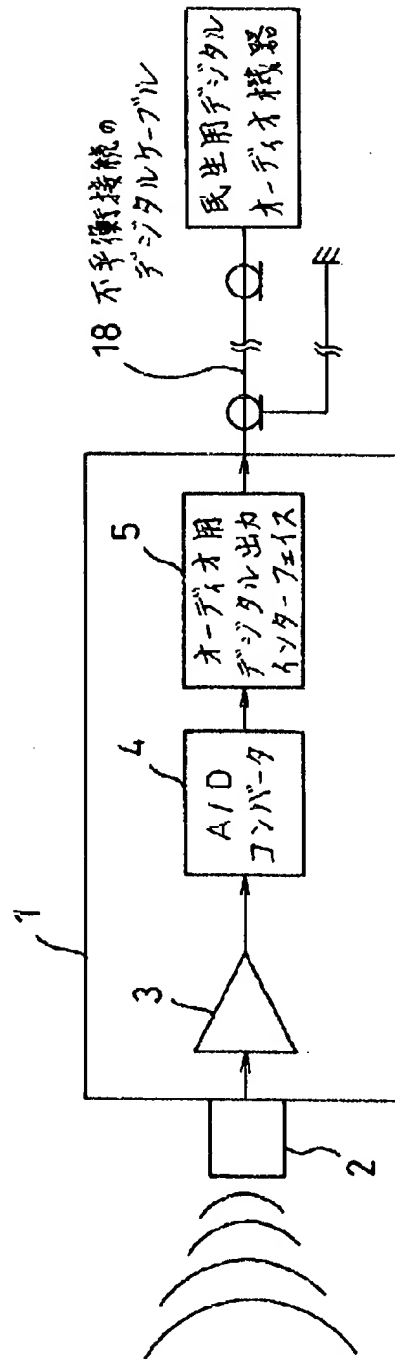 1
2
3
4
A/D
コンバータ
5
オーディオ用
デジタル出力
インターフェイス
18 不平衡接続の
デジタルケーブル
民生用デジタル
オーディオ機器